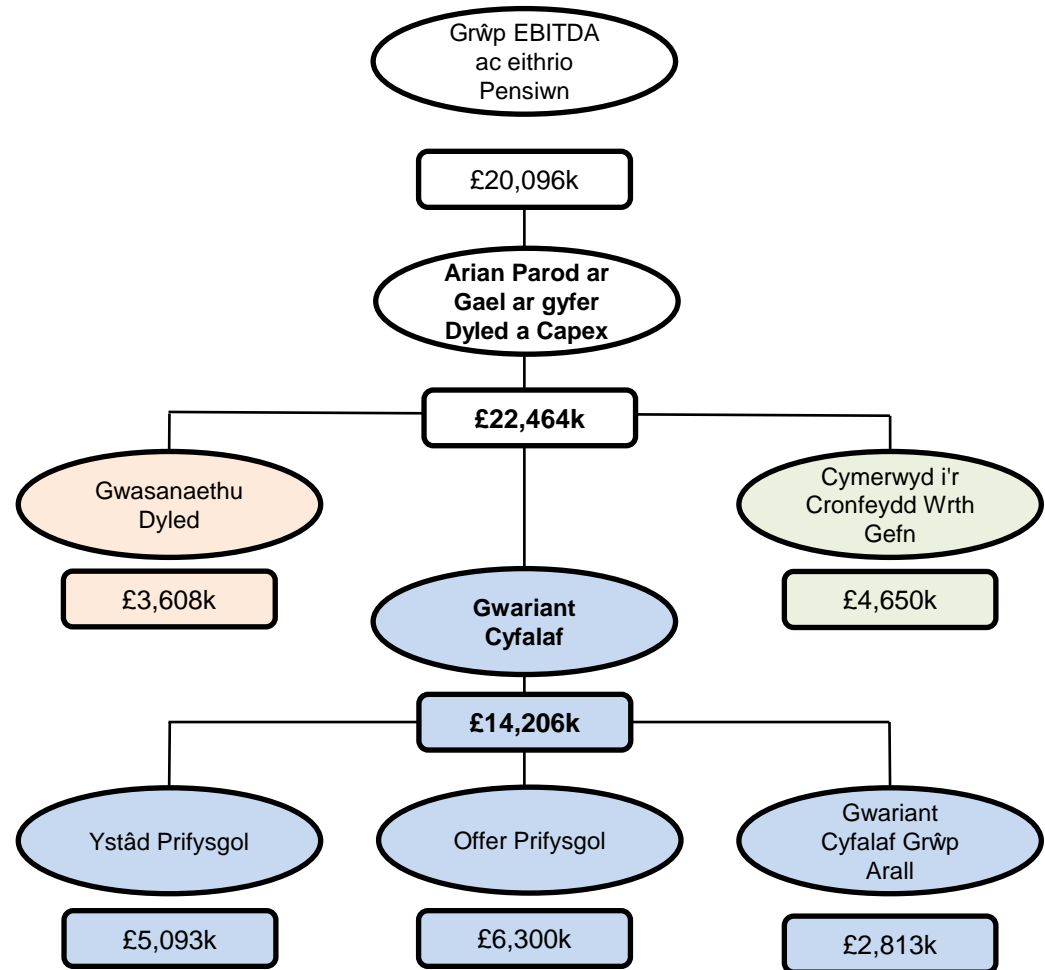 Grŵp EBITDA
ac eithrio
Pensiwn
£20,096k
Arian Parod ar
Gael ar gyfer
Dyled a Capex
£22,464k
Gwasanaethu
Dyled
£3,608k
Cymerwyd i'r
Cronfeydd Wrth
Gefn
£4,650k
Gwariant
Cyfalaf
£14,206k
Ystâd Prifysgol
£5,093k
Offer Prifysgol
£6,300k
Gwariant
Cyfalaf Grŵp
Arall
£2,813k